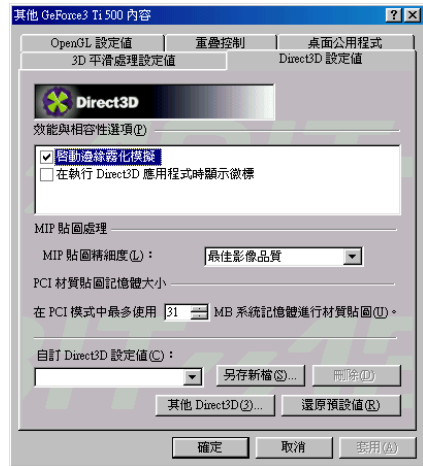 其他 GeForce3 Ti 500 內容
OpenGL 設定值
重疊控制
桌面公用程式
3D 平滑處理設定值
Direct3D 設定值
Direct3D
效能與相容性選項(P)
啟動邊緣霧化模擬
在執行 Direct3D 應用程式時顯示徽標
MIP 貼圖處理
MIP 貼圖精細度(L)：
最佳影像品質
PCI 材質貼圖記憶體大小
在 PCI 模式中最多使用 31 MB 系統記憶體進行材質貼圖(U)。
自訂 Direct3D 設定值(C)：
另存新檔(S)...
刪除(D)
其他 Direct3D(3)...
還原預設值(R)
確定
取消
套用(A)